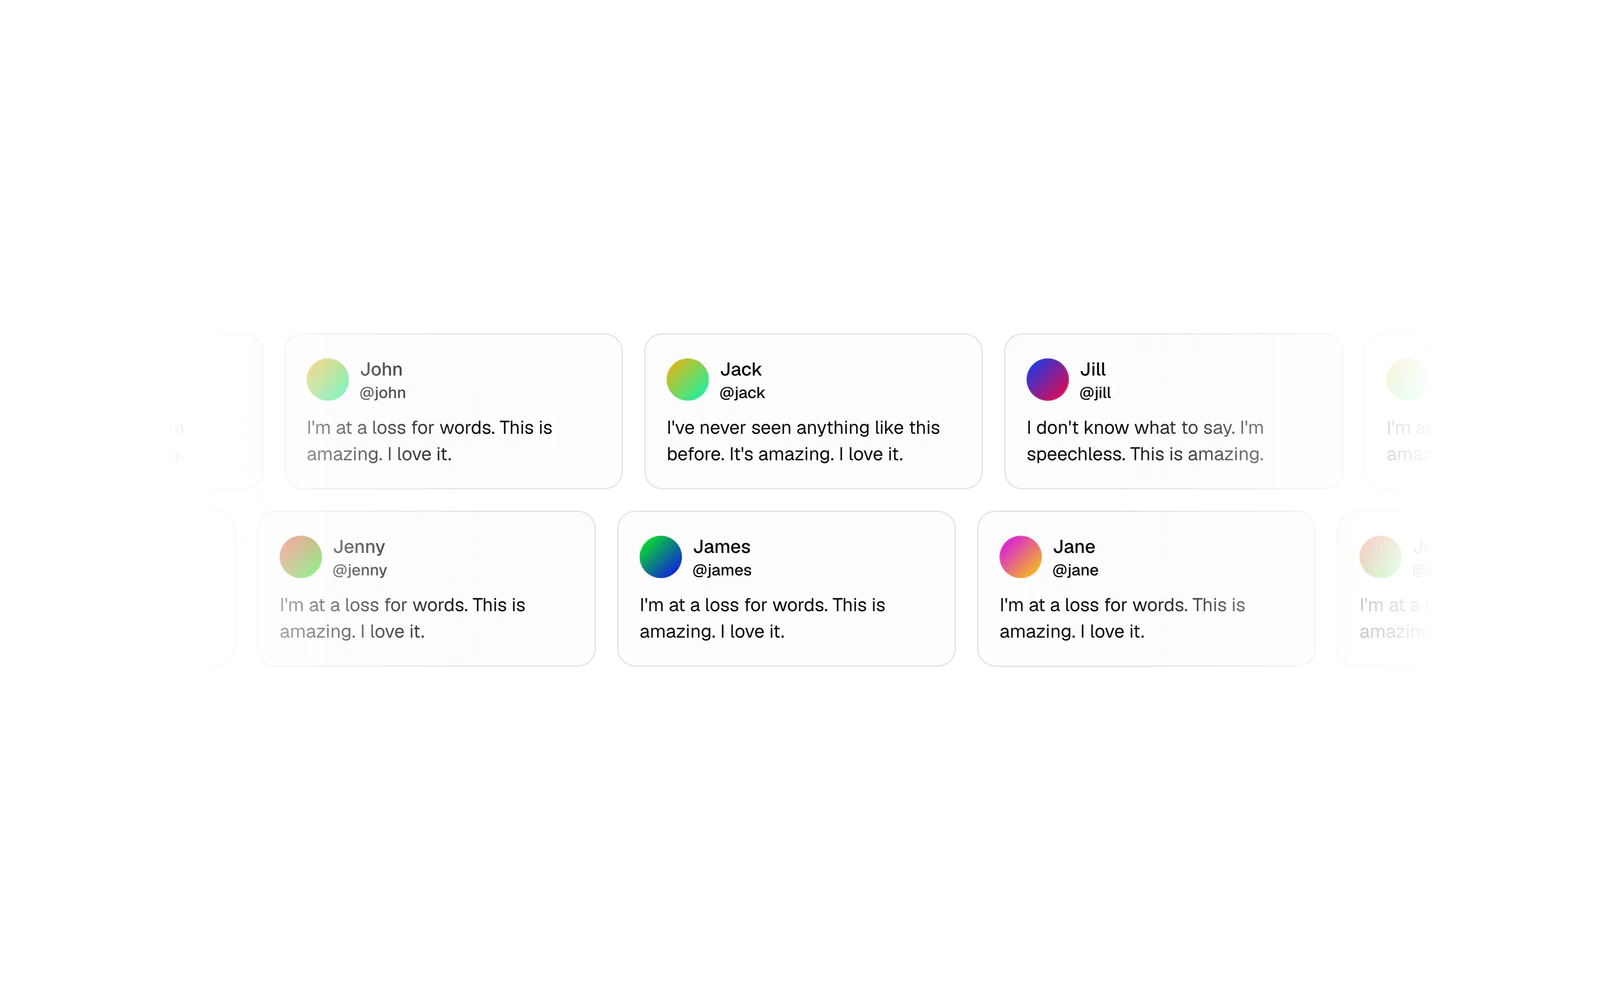 John
@john
I'm at a loss for words. This is
amazing. I love it.
Jack
@jack
I've never seen anything like this
before. It's amazing. I love it.
Jill
@jill
I don't know what to say. I'm
speechless. This is amazing.
I'm
Jenny
@jenny
I'm at a loss for words. This is
amazing. I love it.
James
@james
I'm at a loss for words. This is
amazing. I love it.
Jane
@jane
I'm at a loss for words. This is
amazing. I love it.
I'm at a
amazing